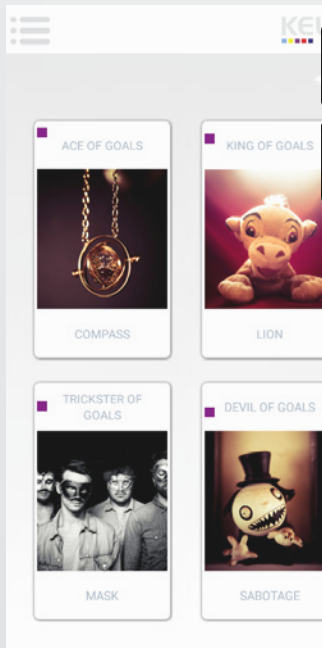 ACE OF GOALS
COMPASS
KING OF GOALS
LION
TRICKSTER OF
GOALS
MASK
DEVIL OF GOALS
SABOTAGE